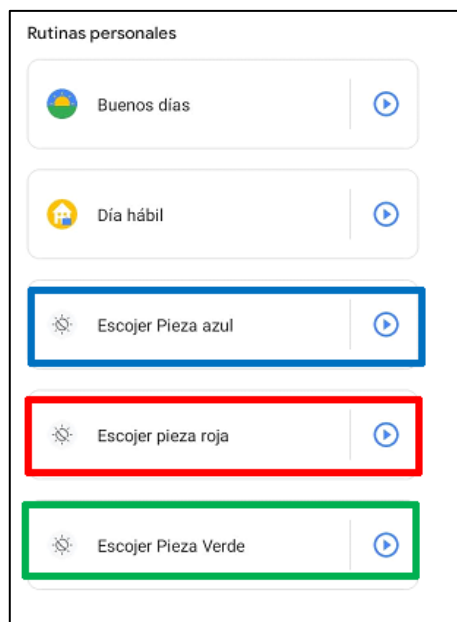 Rutinas personales
Buenos días
Día hábil
Escojer Pieza azul
Escojer pieza roja
Escojer Pieza Verde